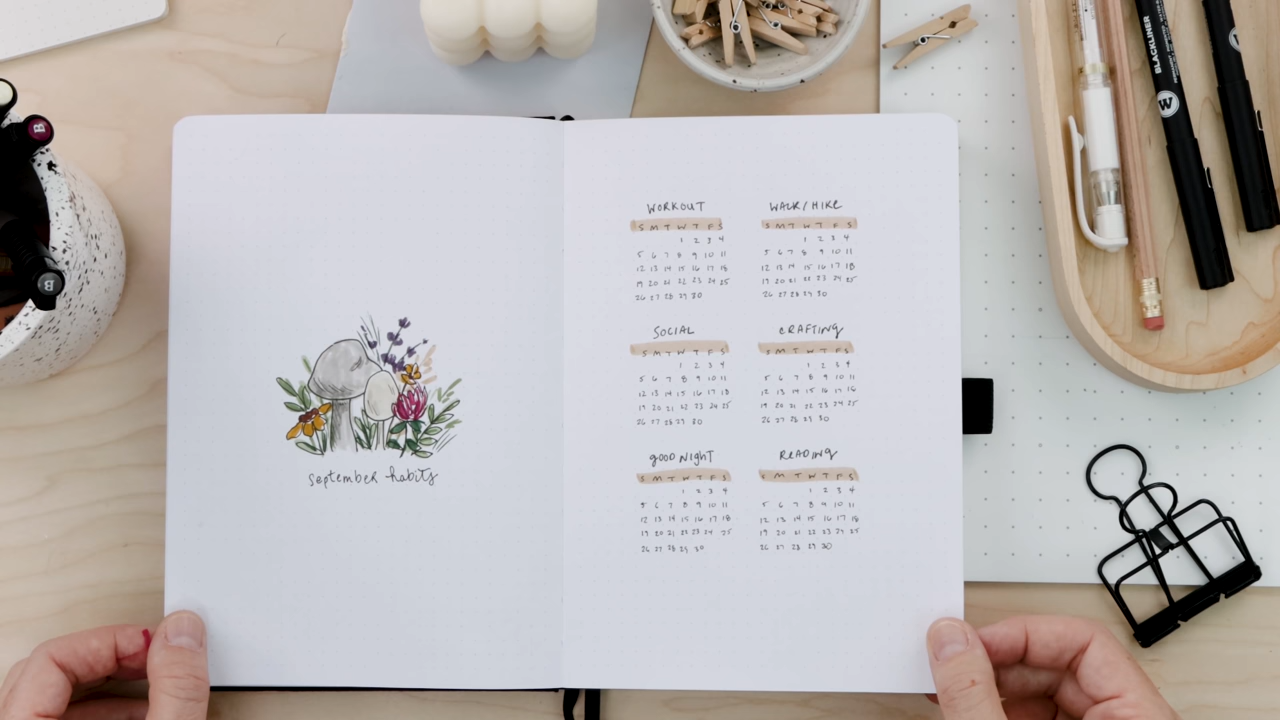 september habits
WORKOUT
S M T W T F S
1 2 3 4
5 6 7 8 9 10 11
12 13 14 15 16 17 18
19 20 21 22 23 24 25
26 27 28 29 30
WALK/HIKE
S M T W T F S
1 2 3 4
5 6 7 8 9 10 11
12 13 14 15 16 17 18
19 20 21 22 23 24 25
26 27 28 29 30
SOCIAL
S M T W T F S
1 2 3 4
5 6 7 8 9 10 11
12 13 14 15 16 17 18
19 20 21 22 23 24 25
26 27 28 29 30
CRAFTING
S M T W T F S
1 2 3 4
5 6 7 8 9 10 11
12 13 14 15 16 17 18
19 20 21 22 23 24 25
26 27 28 29 30
GOOD NIGHT
S M T W T F S
1 2 3 4
5 6 7 8 9 10 11
12 13 14 15 16 17 18
19 20 21 22 23 24 25
26 27 28 29 30
READING
S M T W T F S
1 2 3 4
5 6 7 8 9 10 11
12 13 14 15 16 17 18
19 20 21 22 23 24 25
26 27 28 29 30
BLACKLINER
W
B
B